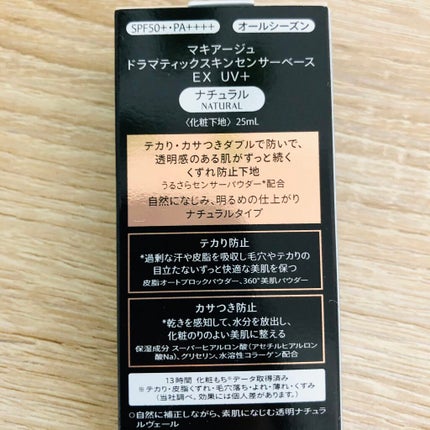 SPF50+・PA++++ オールシーズン
マキアージュ
ドラマティックスキンセンサーベース
EX UV+
ナチュラル
NATURAL
〈化粧下地〉25mL
テカリ・カサつきダブルで防いで、
透明感のある肌がずっと続く
くずれ防止下地
うるさらセンサーパウダー*配合
自然になじみ、明るめの仕上がり
ナチュラルタイプ
テカリ防止
*過剰な汗や皮脂を吸収し毛穴やテカリの
目立たないずっと快適な美肌を保つ
皮脂オートブロックパウダー、360°美肌パウダー
カサつき防止
*乾きを感知して、水分を放出し、
化粧のりのよい美肌に整える
保湿成分 スーパーヒアルロン酸(アセチルヒアルロン
酸Na)、グリセリン、水溶性コラーゲン配合
13時間 化粧もち※データ取得済み
※テカリ・皮脂くずれ・毛穴落ち・よれ・薄れ・くすみ
(当社調べ、効果には個人差があります。)
○自然に補正しながら、素肌になじむ透明ナチュラ
ルヴェール